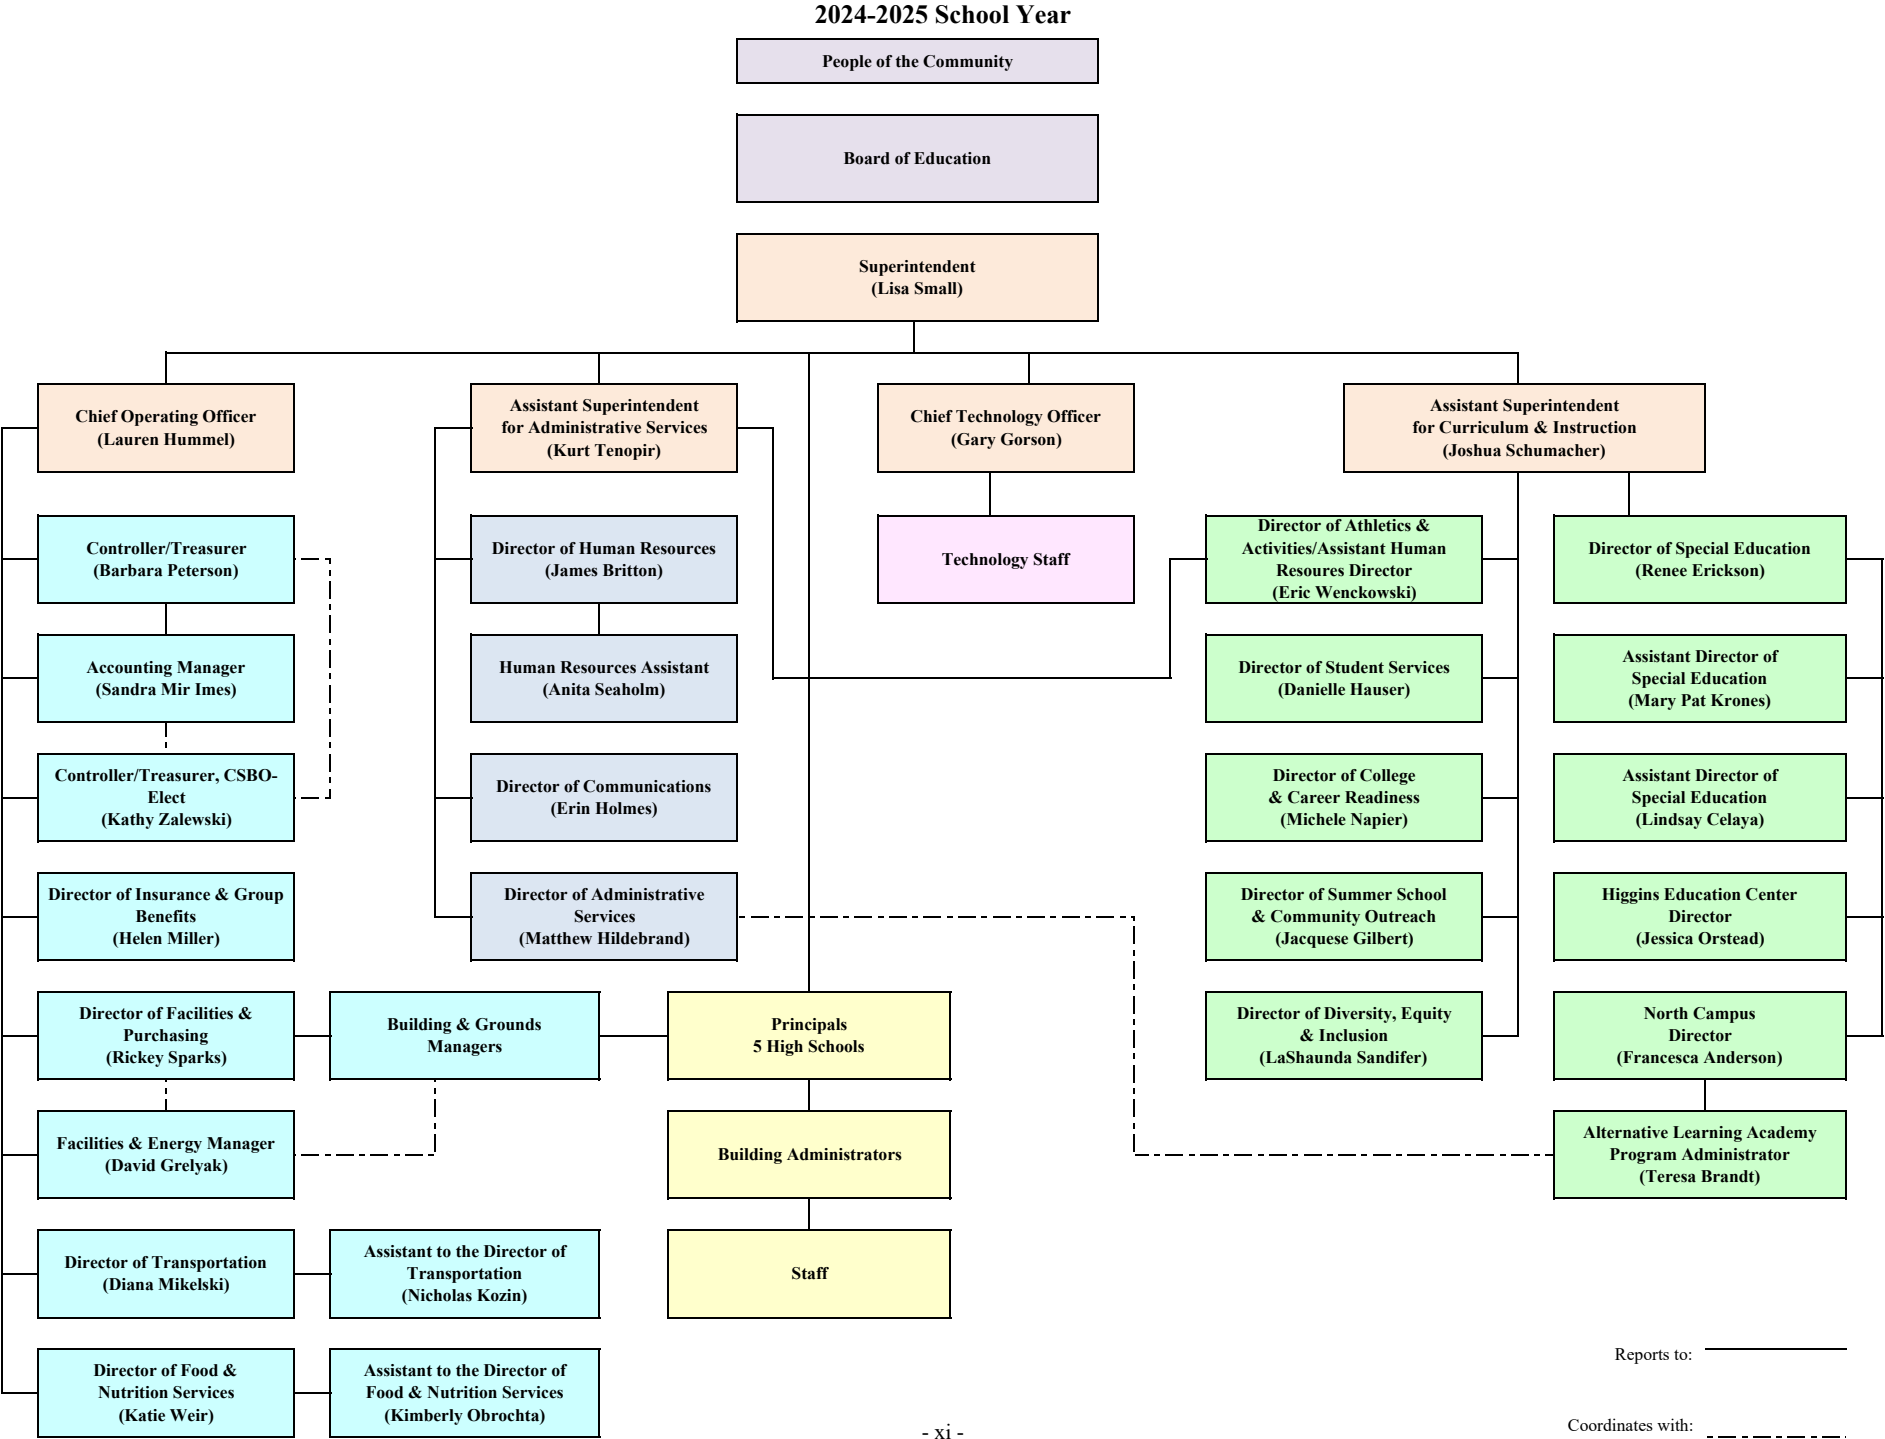 2024-2025 School Year
People of the Community
Board of Education
Superintendent
(Lisa Small)
Chief Operating Officer
(Lauren Hummel)
Assistant Superintendent
for Administrative Services
(Kurt Tenopir)
Chief Technology Officer
(Gary Gorson)
Assistant Superintendent
for Curriculum & Instruction
(Joshua Schumacher)
Controller/Treasurer
(Barbara Peterson)
Director of Human Resources
(James Britton)
Technology Staff
Director of Athletics &
Activities/Assistant Human
Resoures Director
(Eric Wenckowski)
Director of Special Education
(Renee Erickson)
Accounting Manager
(Sandra Mir Imes)
Human Resources Assistant
(Anita Seaholm)
Director of Student Services
(Danielle Hauser)
Assistant Director of
Special Education
(Mary Pat Krones)
Controller/Treasurer, CSBO-
Elect
(Kathy Zalewski)
Director of Communications
(Erin Holmes)
Director of College
& Career Readiness
(Michele Napier)
Assistant Director of
Special Education
(Lindsay Celaya)
Director of Insurance & Group
Benefits
(Helen Miller)
Director of Administrative
Services
(Matthew Hildebrand)
Director of Summer School
& Community Outreach
(Jacquese Gilbert)
Higgins Education Center
Director
(Jessica Orstead)
Director of Facilities &
Purchasing
(Rickey Sparks)
Building & Grounds
Managers
Principals
5 High Schools
Director of Diversity, Equity
& Inclusion
(LaShaunda Sandifer)
North Campus
Director
(Francesca Anderson)
Facilities & Energy Manager
(David Grelyak)
Building Administrators
Alternative Learning Academy
Program Administrator
(Teresa Brandt)
Director of Transportation
(Diana Mikelski)
Assistant to the Director of
Transportation
(Nicholas Kozin)
Staff
Director of Food &
Nutrition Services
(Katie Weir)
Assistant to the Director of
Food & Nutrition Services
(Kimberly Obrochta)
Reports to:
Coordinates with:
- xi -